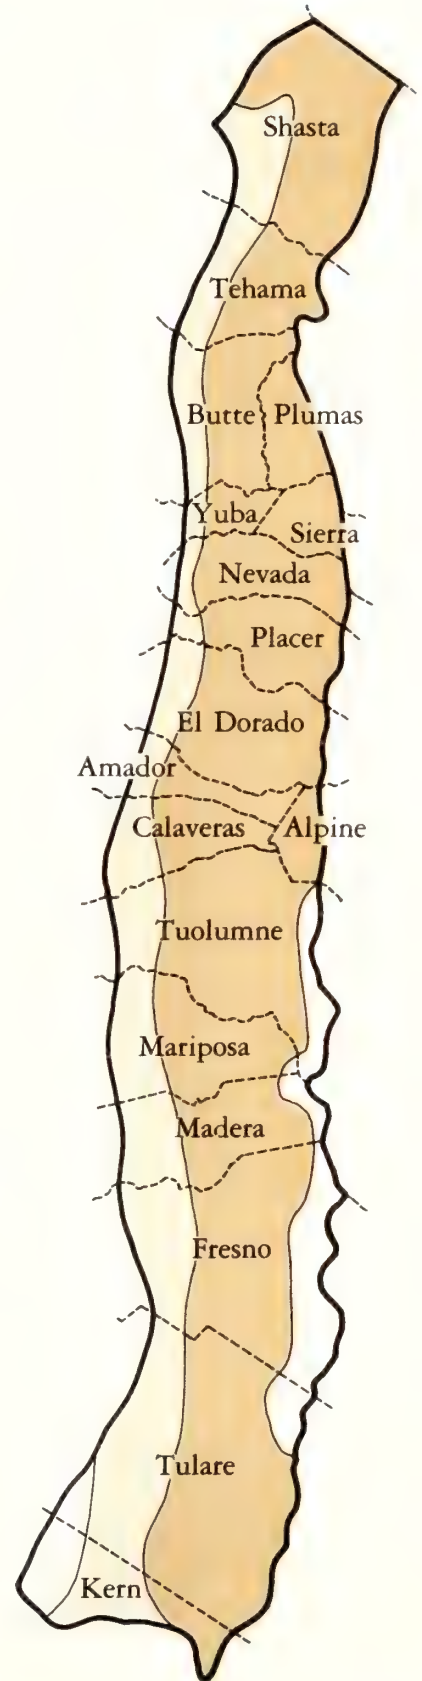 Shasta
Tehama
Butte
Plumas
Yuba
Sierra
Nevada
Placer
El Dorado
Amador
Calaveras
Alpine
Tuolumne
Mariposa
Madera
Fresno
Tulare
Kern